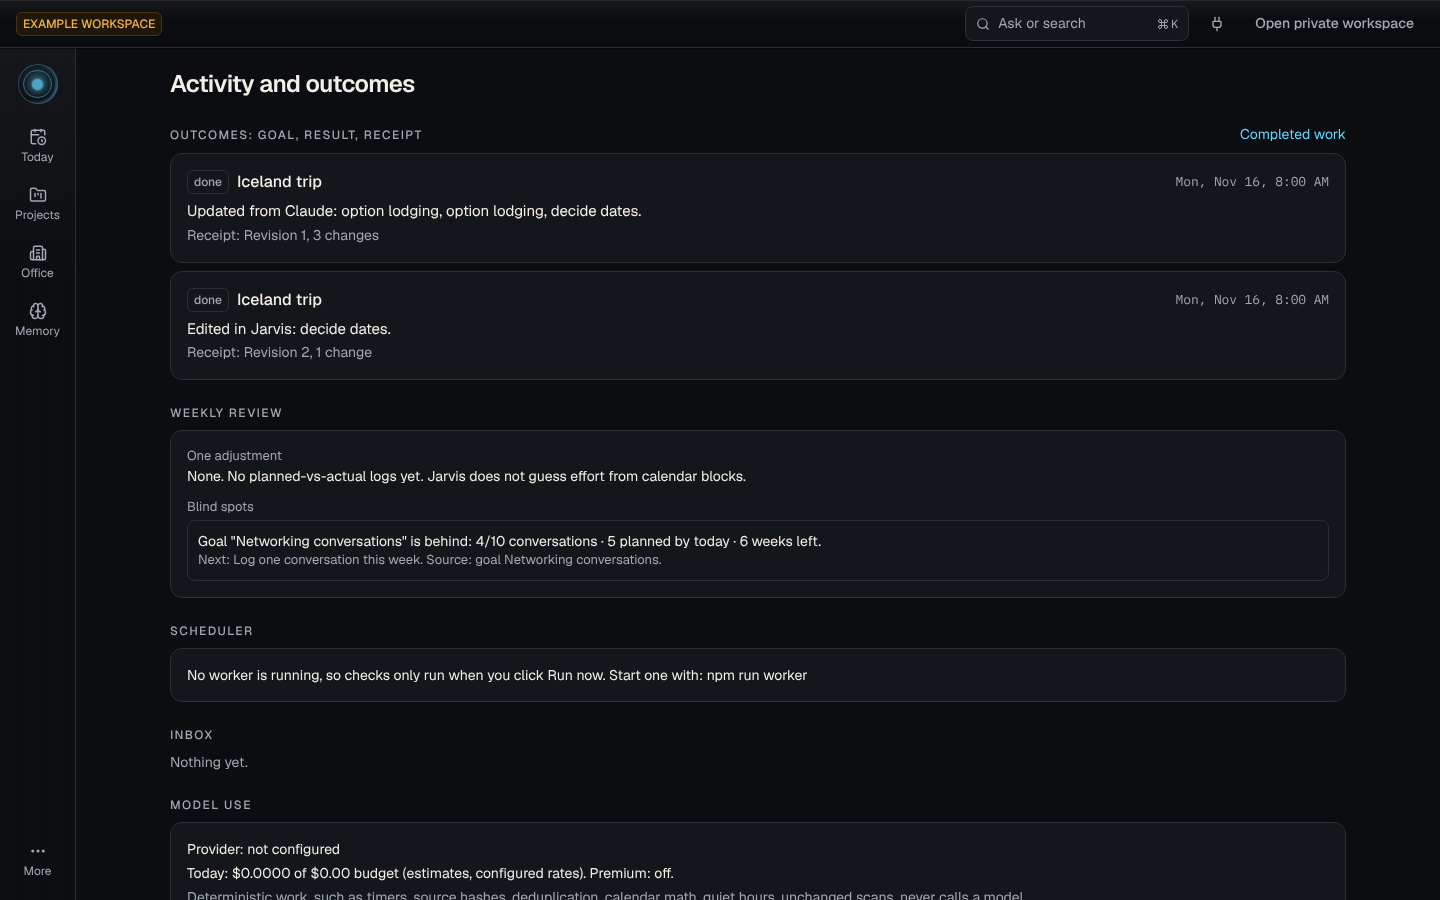 EXAMPLE WORKSPACE
Ask or search
⌘ K
Open private workspace
Today
Projects
Office
Memory
More
Activity and outcomes
OUTCOMES: GOAL, RESULT, RECEIPT
Completed work
done Iceland trip
Mon, Nov 16, 8:00 AM
Updated from Claude: option lodging, option lodging, decide dates.
Receipt: Revision 1, 3 changes
done Iceland trip
Mon, Nov 16, 8:00 AM
Edited in Jarvis: decide dates.
Receipt: Revision 2, 1 change
WEEKLY REVIEW
One adjustment
None. No planned-vs-actual logs yet. Jarvis does not guess effort from calendar blocks.
Blind spots
Goal "Networking conversations" is behind: 4/10 conversations · 5 planned by today · 6 weeks left.
Next: Log one conversation this week. Source: goal Networking conversations.
SCHEDULER
No worker is running, so checks only run when you click Run now. Start one with: npm run worker
INBOX
Nothing yet.
MODEL USE
Provider: not configured
Today: $0.0000 of $0.00 budget (estimates, configured rates). Premium: off.
Deterministic work, such as timers, source hashes, deduplication, calendar math, quiet hours, unchanged scans, never calls a model.